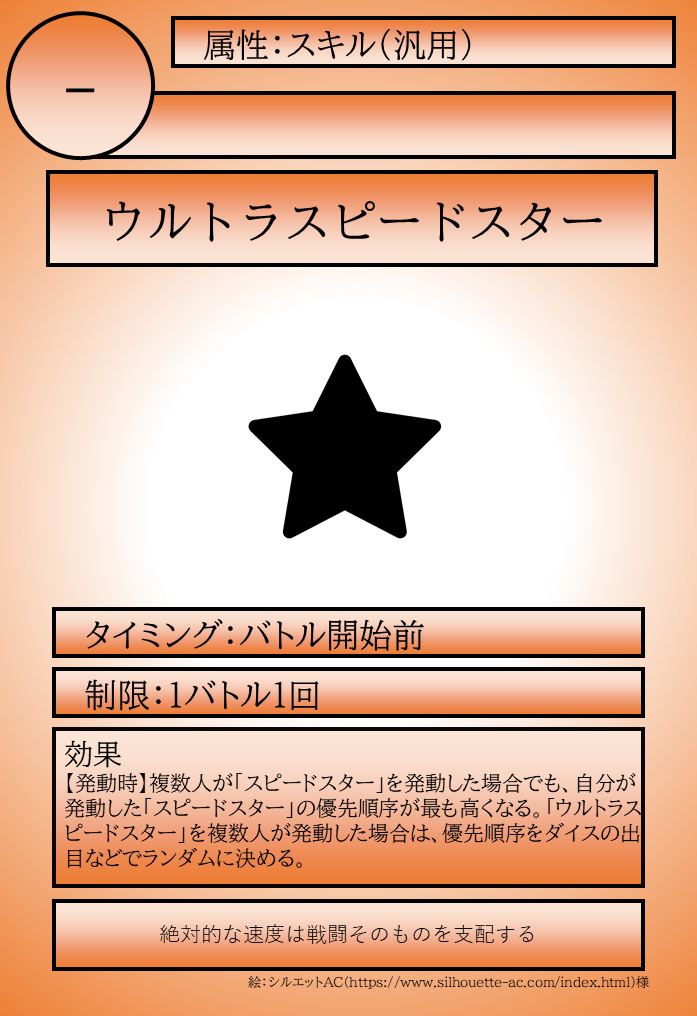 属性：スキル（汎用）
－
ウルトラスピードスター
タイミング：バトル開始前
制限：1バトル1回
効果
【発動時】複数人が「スピードスター」を発動した場合でも、自分が
発動した「スピードスター」の優先順序が最も高くなる。「ウルトラス
ピードスター」を複数人が発動した場合は、優先順序をダイスの出
目などでランダムに決める。
絶対的な速度は戦闘そのものを支配する
絵：シルエットAC（https://www.silhouette-ac.com/index.html）様